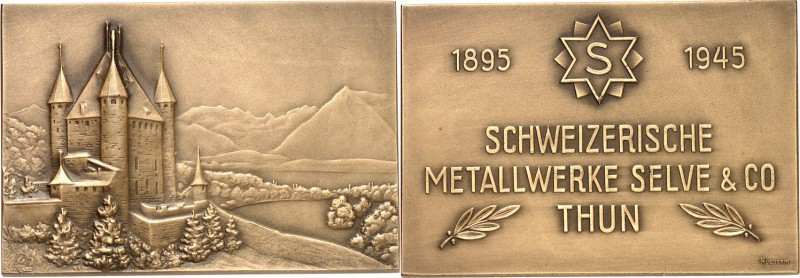 1895 S 1945
SCHWEIZERISCHE
METALLWERKE SELVE & CO
THUN